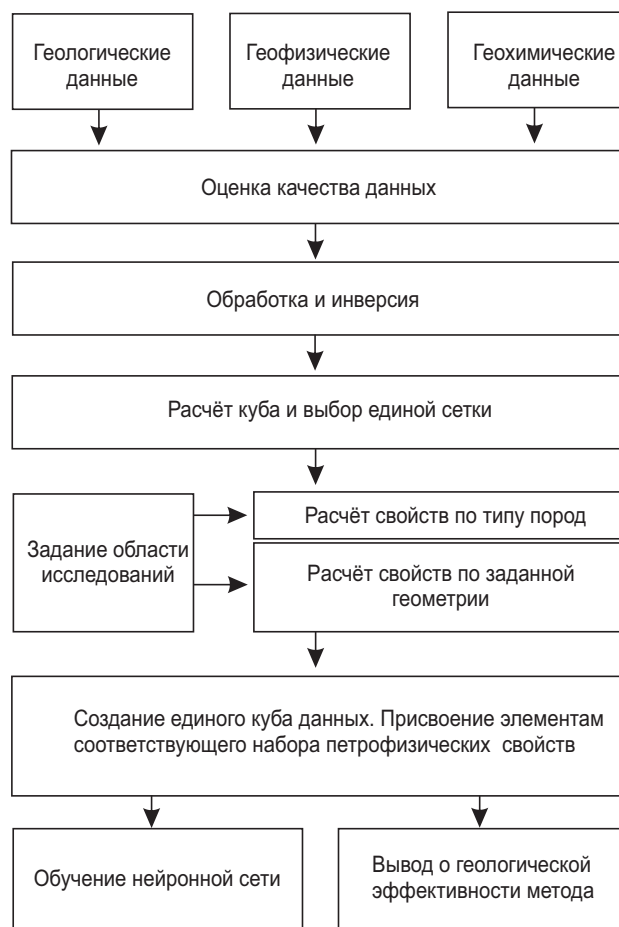 Геологические
данные
Геофизические
данные
Геохимические
данные
Оценка качества данных
Обработка и инверсия
Расчёт куба и выбор единой сетки
Задание области
исследований
Расчёт свойств по типу пород
Расчёт свойств по заданной
геометрии
Создание единого куба данных. Присвоение элементам
соответствующего набора петрофизических свойств
Обучение нейронной сети
Вывод о геологической
эффективности метода